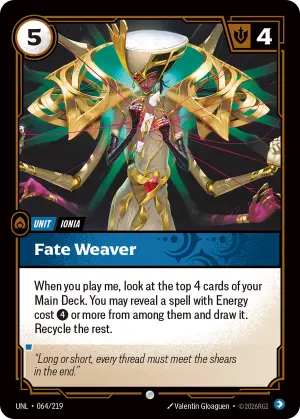 5
4
UNIT IONIA
Fate Weaver
When you play me, look at the top 4 cards of your
Main Deck. You may reveal a spell with Energy
cost 4 or more from among them and draw it.
Recycle the rest.
"Long or short, every thread must meet the shears
in the end."
UNL • 064/219 Valentin Gloaguen • ©2026RGI